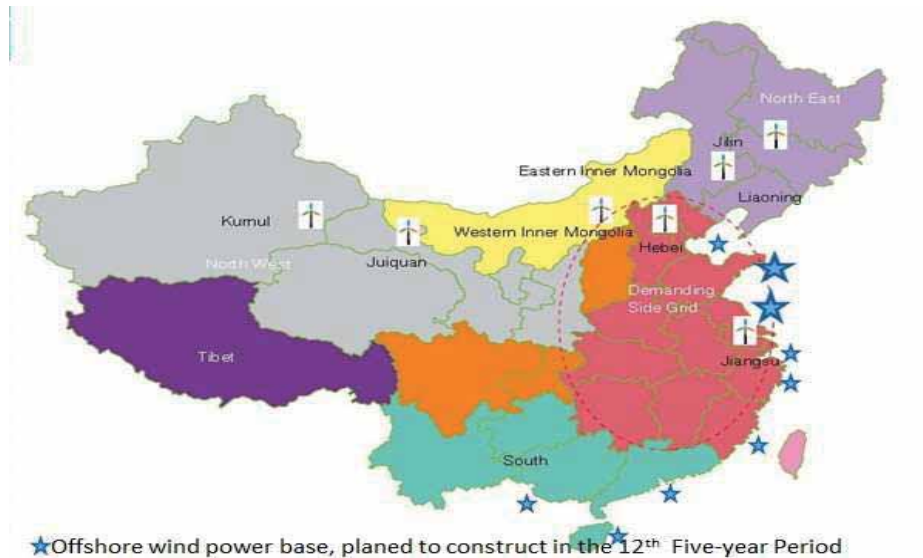 North East
Jilin
Eastern Inner Mongolia
Liaoning
Kumul
Western Inner Mongolia
Hebei
North West
Juiquan
Demanding
Side Grid
Tibet
Jiangsu
South
Offshore wind power base, planed to construct in the 12th Five-year Period